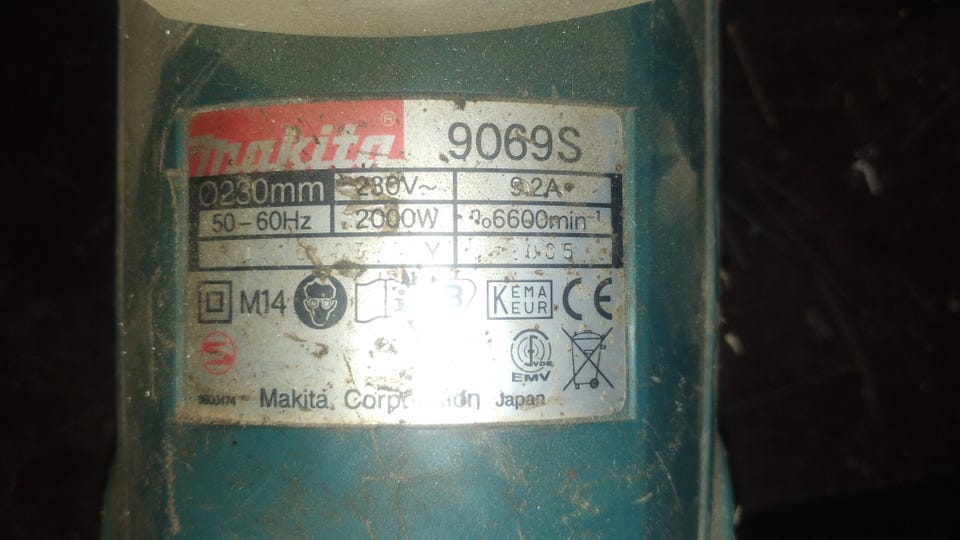 makita® 9069S
Ø230mm 230V~ 9.2A
50-60Hz 2000W n₀6600min⁻¹
Y
M14 KEMA EUR CE
S VDE
EMV
Makita Corporation Japan